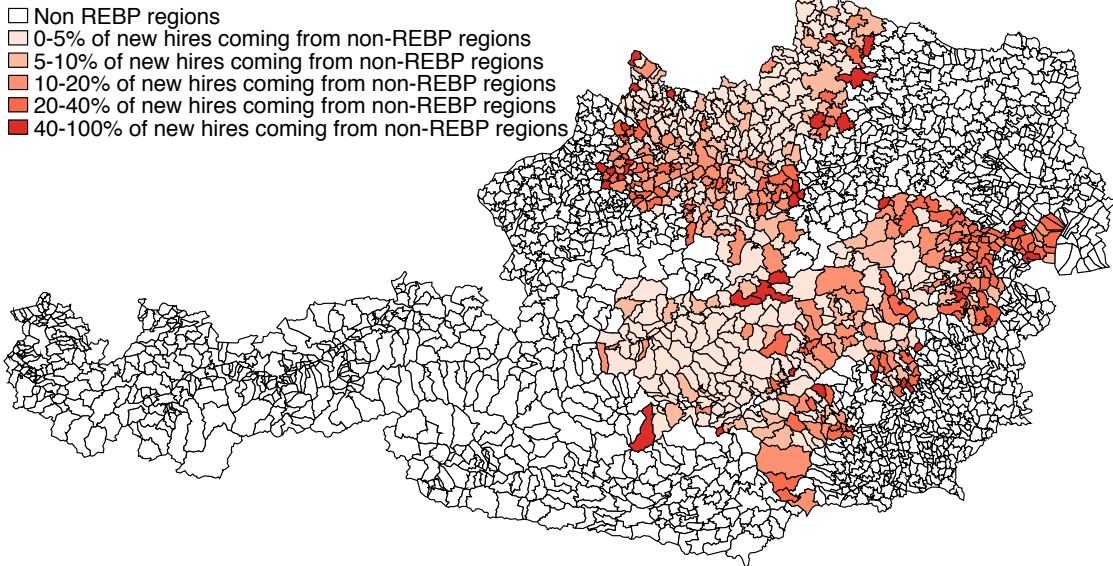 Non REBP regions
0-5% of new hires coming from non-REBP regions
5-10% of new hires coming from non-REBP regions
10-20% of new hires coming from non-REBP regions
20-40% of new hires coming from non-REBP regions
40-100% of new hires coming from non-REBP regions